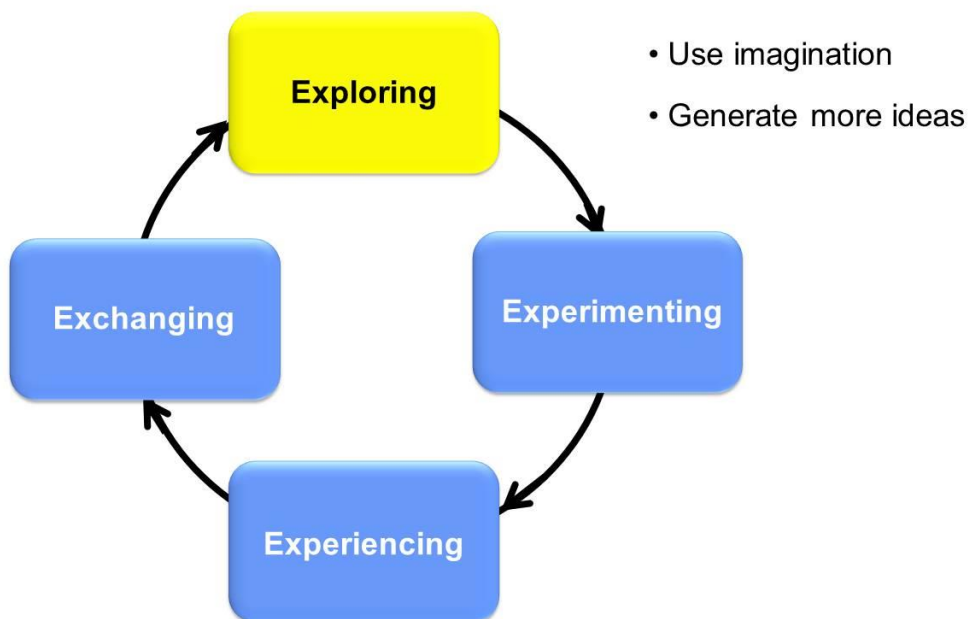 Exploring
• Use imagination
• Generate more ideas
Exchanging
Experimenting
Experiencing